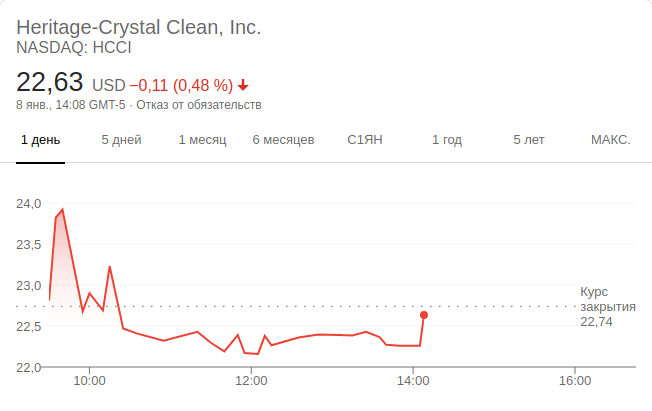 Heritage-Crystal Clean, Inc.
NASDAQ: HCCI
22,63 USD −0,11 (0,48 %)
8 янв., 14:08 GMT-5 · Отказ от обязательств
1 день 5 дней 1 месяц 6 месяцев С1ЯН 1 год 5 лет МАКС.
24,0
23,5
23,0
22,5
22,0
Курс
закрытия
22,74
10:00 12:00 14:00 16:00